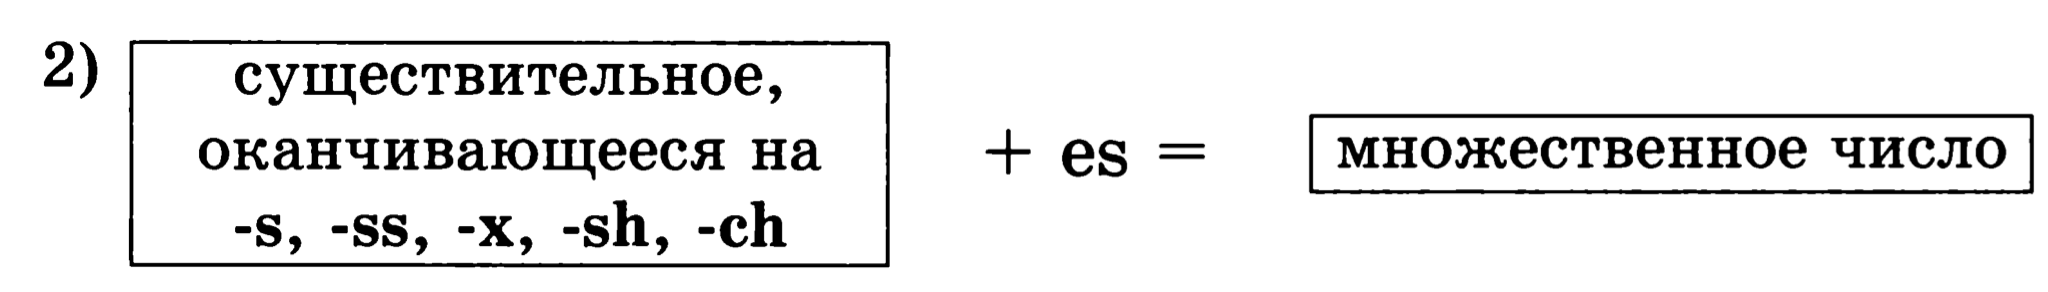 2) существительное,
оканчивающееся на
-s, -ss, -x, -sh, -ch
+ es =
множественное число